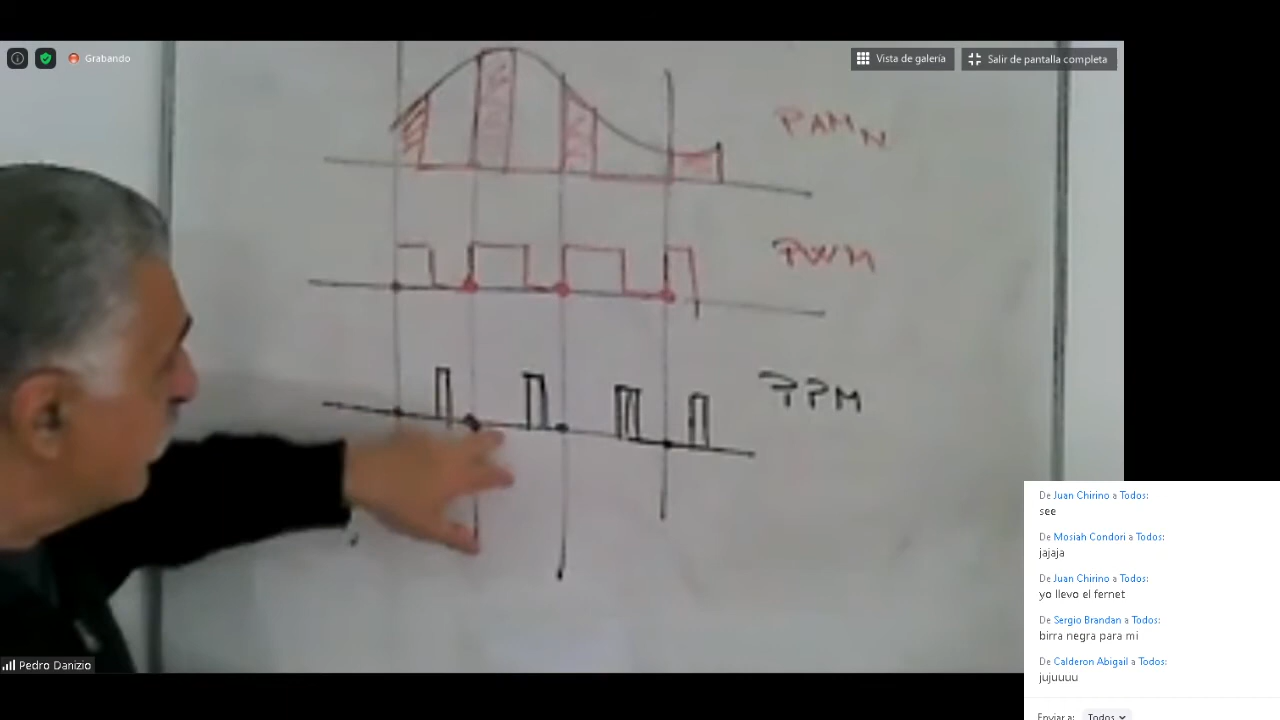 Grabando
Vista de galería
Salir de pantalla completa
PAM N
PWM
PPM
De Juan Chirino a Todos:
see
De Mosiah Condori a Todos:
jajaja
De Juan Chirino a Todos:
yo llevo el fernet
De Sergio Brandan a Todos:
birra negra para mi
De Calderon Abigail a Todos:
jujuuuu
Enviar a: Todos
Pedro Danizio